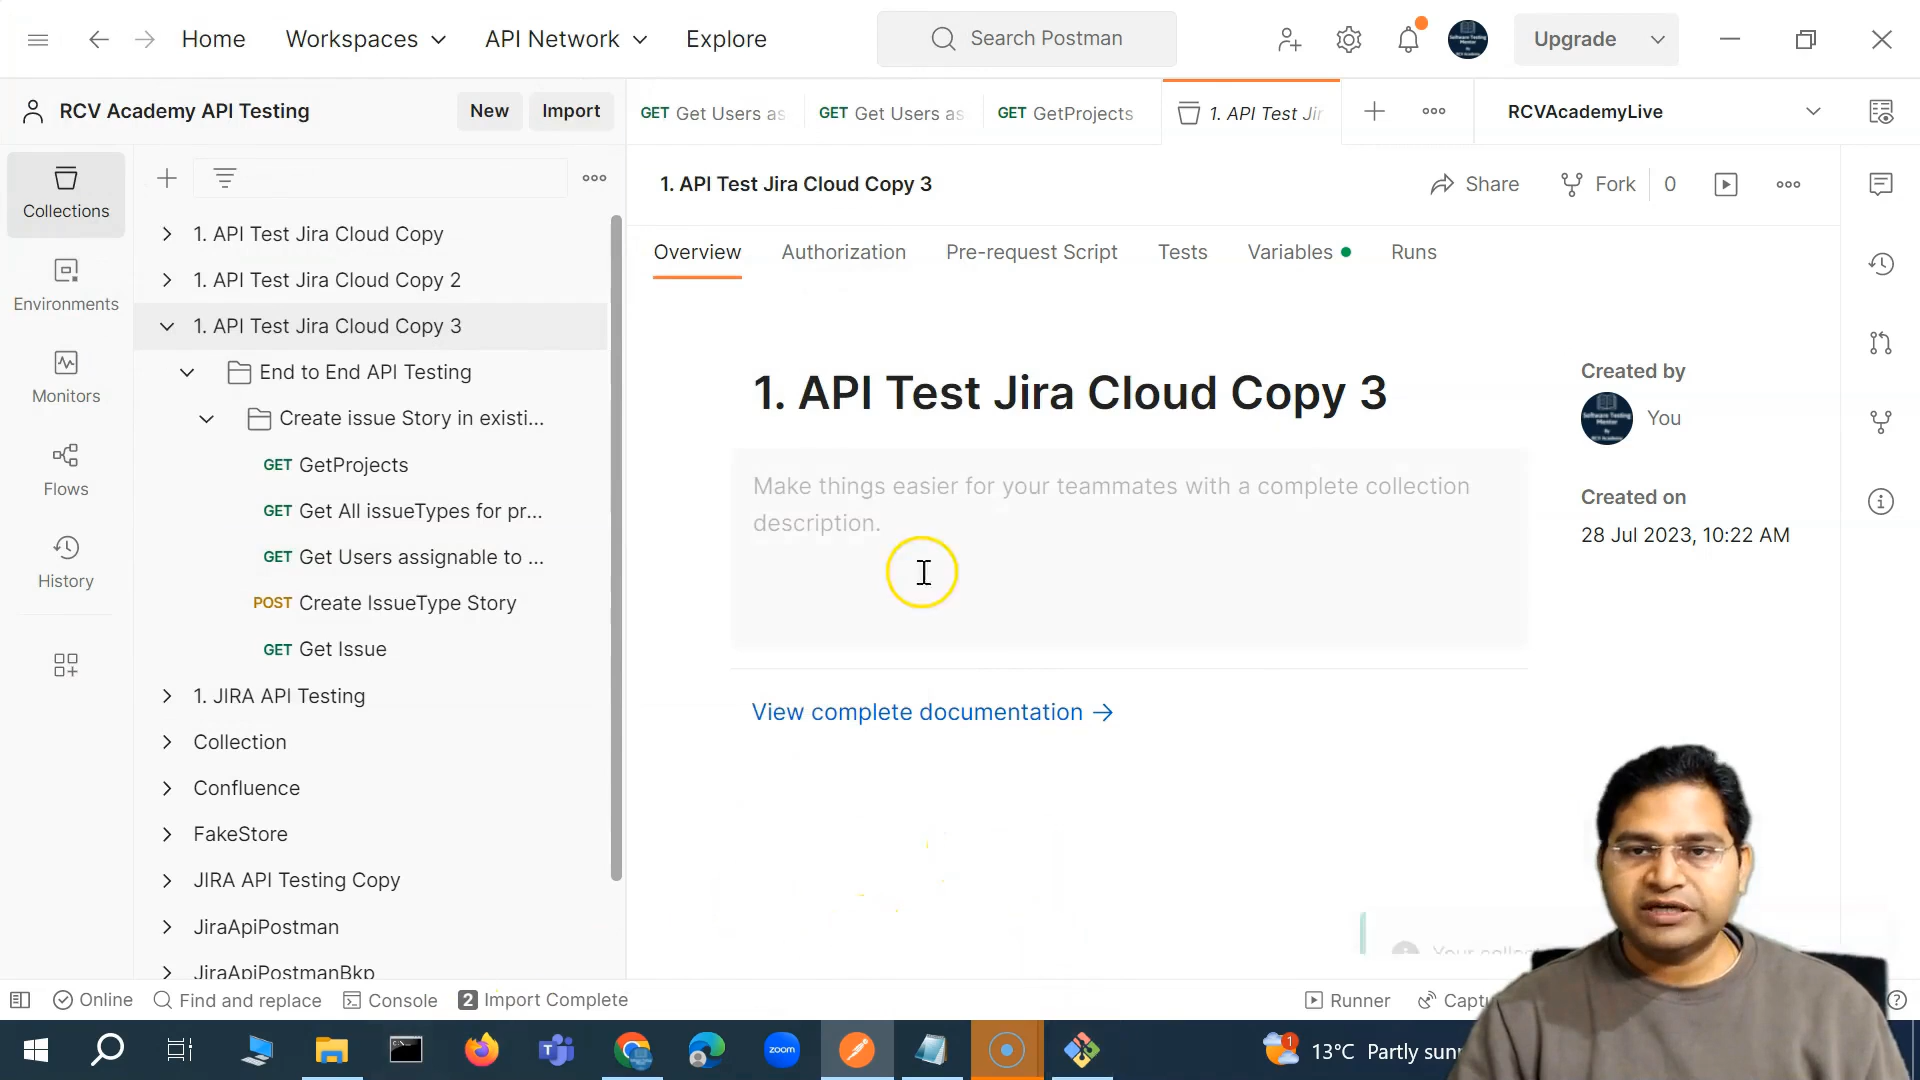 Home
Workspaces
API Network
Explore
Search Postman
Upgrade
RCV Academy API Testing
New
Import
GET Get Users as
GET Get Users as
GET GetProjects
1. API Test Jir
RCVAcademyLive
Collections
Environments
Monitors
Flows
History
1. API Test Jira Cloud Copy
1. API Test Jira Cloud Copy 2
1. API Test Jira Cloud Copy 3
End to End API Testing
Create issue Story in existi...
GET GetProjects
GET Get All issueTypes for pr...
GET Get Users assignable to ...
POST Create IssueType Story
GET Get Issue
1. JIRA API Testing
Collection
Confluence
FakeStore
JIRA API Testing Copy
JiraApiPostman
JiraApiPostmanBkp
1. API Test Jira Cloud Copy 3
Share
Fork
0
Overview
Authorization
Pre-request Script
Tests
Variables
Runs
1. API Test Jira Cloud Copy 3
Make things easier for your teammates with a complete collection
description.
View complete documentation
Created by
Software Testing
Mentor
You
Created on
28 Jul 2023, 10:22 AM
Online
Find and replace
Console
2 Import Complete
Runner
zoom
1
13°C Partly sunn